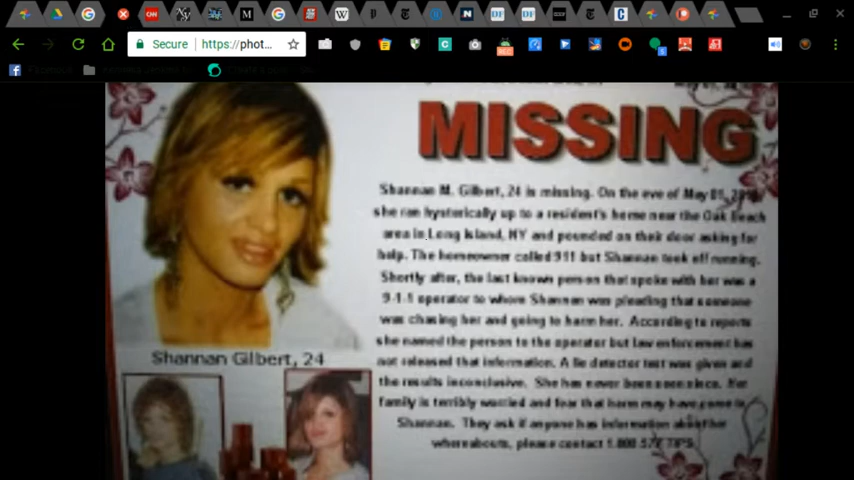 Secure https://phot...
MISSING
Shannan M. Gilbert, 24 is missing. On the eve of May 01,
she ran hysterically up to a resident's home near the Oak Beach
area in Long Island, NY and pounded on their door asking for
help. The homeowner called 911 but Shannan took off running.
Shortly after, the last known person that spoke with her was a
9-1-1 operator to whom Shannan was pleading that someone
was chasing her and going to harm her. According to reports
she named the person to the operator but law enforcement has
not released that information. A lie detector test was given and
the results inconclusive. She has never been seen since. Her
family is terribly worried and fear that harm may have come to
Shannan. They ask if anyone has information about her
whereabouts, please contact 1.800 577 TIPS
Shannan Gilbert, 24